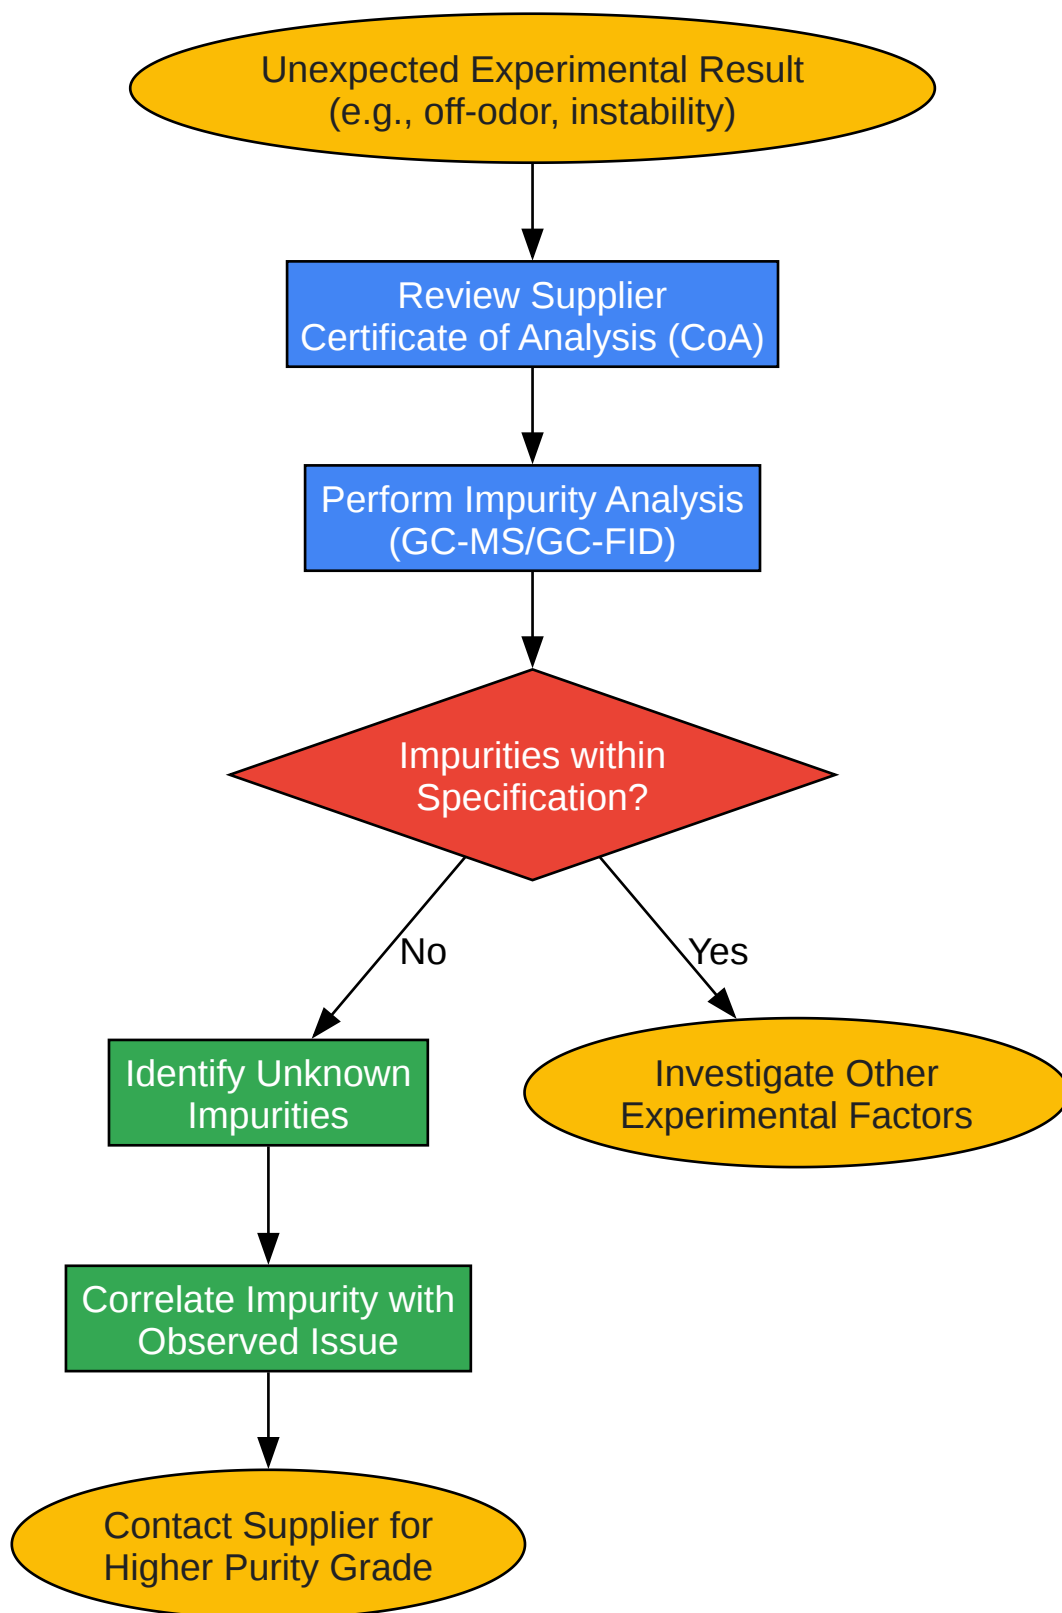 Unexpected Experimental Result
(e.g., off-odor, instability)
Review Supplier
Certificate of Analysis (CoA)
Perform Impurity Analysis
(GC-MS/GC-FID)
Impurities within
Specification?
No
Yes
Identify Unknown
Impurities
Investigate Other
Experimental Factors
Correlate Impurity with
Observed Issue
Contact Supplier for
Higher Purity Grade